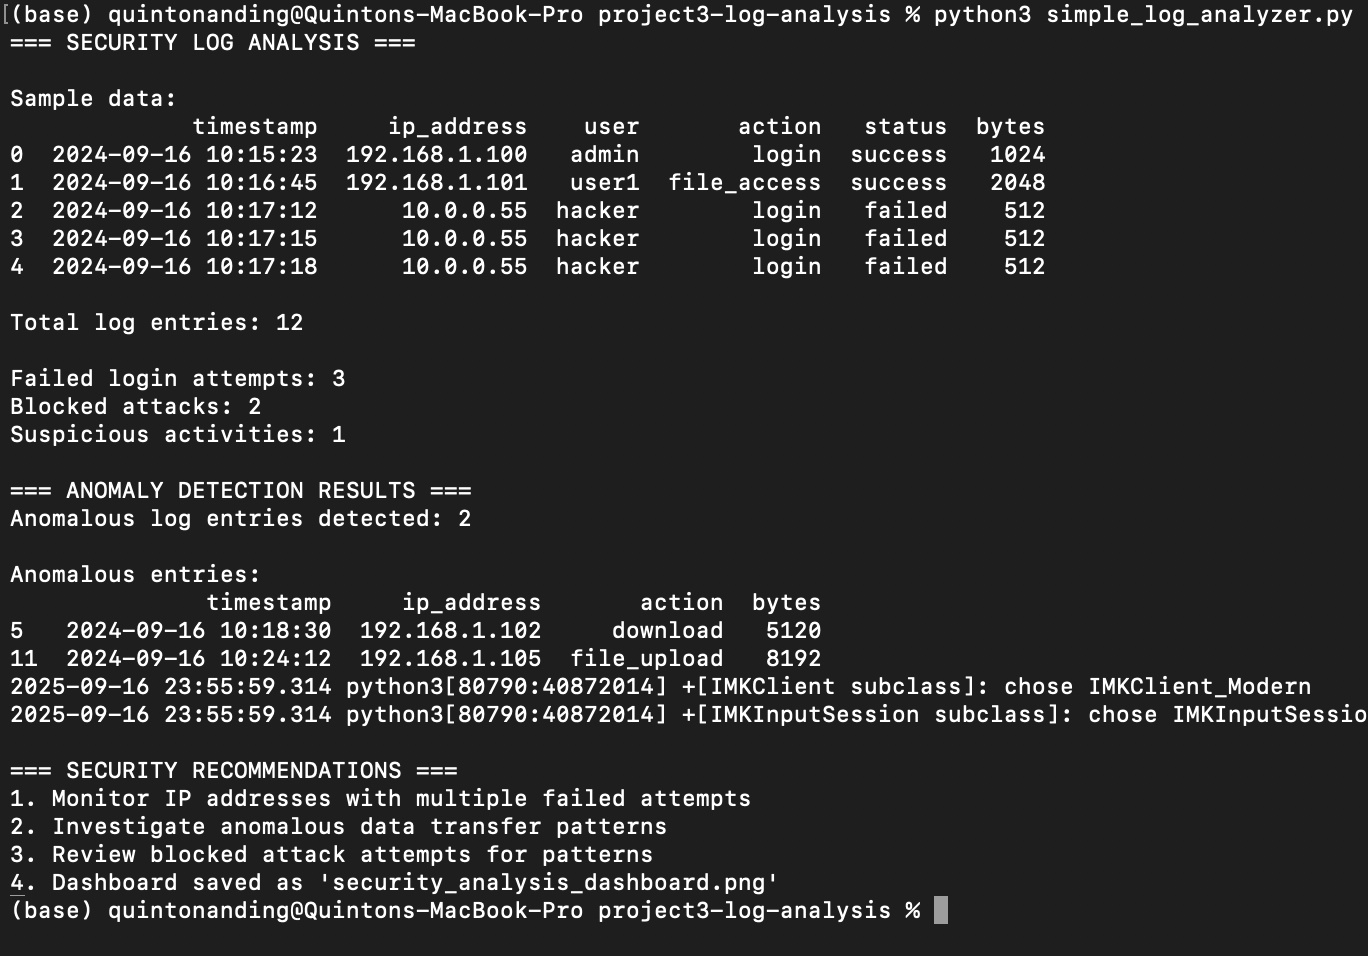 [(base) quintonanding@Quintons-MacBook-Pro project3-log-analysis % python3 simple_log_analyzer.py
=== SECURITY LOG ANALYSIS ===
Sample data:
timestamp ip_address user action status bytes
0 2024-09-16 10:15:23 192.168.1.100 admin login success 1024
1 2024-09-16 10:16:45 192.168.1.101 user1 file_access success 2048
2 2024-09-16 10:17:12 10.0.0.55 hacker login failed 512
3 2024-09-16 10:17:15 10.0.0.55 hacker login failed 512
4 2024-09-16 10:17:18 10.0.0.55 hacker login failed 512
Total log entries: 12
Failed login attempts: 3
Blocked attacks: 2
Suspicious activities: 1
=== ANOMALY DETECTION RESULTS ===
Anomalous log entries detected: 2
Anomalous entries:
timestamp ip_address action bytes
5 2024-09-16 10:18:30 192.168.1.102 download 5120
11 2024-09-16 10:24:12 192.168.1.105 file_upload 8192
2025-09-16 23:55:59.314 python3[80790:40872014] +[IMKClient subclass]: chose IMKClient_Modern
2025-09-16 23:55:59.314 python3[80790:40872014] +[IMKInputSession subclass]: chose IMKInputSessio
=== SECURITY RECOMMENDATIONS ===
1. Monitor IP addresses with multiple failed attempts
2. Investigate anomalous data transfer patterns
3. Review blocked attack attempts for patterns
4. Dashboard saved as 'security_analysis_dashboard.png'
(base) quintonanding@Quintons-MacBook-Pro project3-log-analysis %